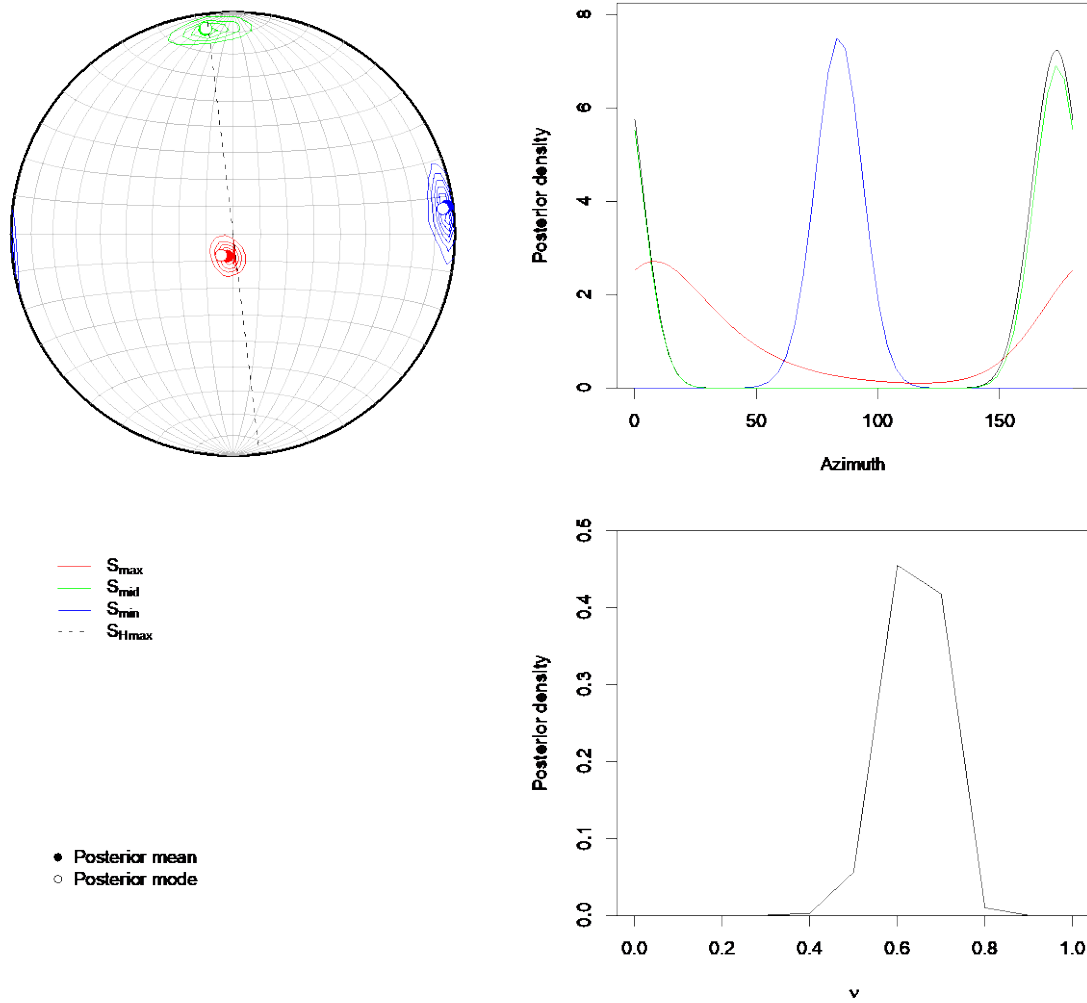 8
6
4
2
0
Posterior density
0 50 100 150
Azimuth
Smax
Smid
Smin
SHmax
Posterior mean
Posterior mode
0.5
0.4
0.3
0.2
0.1
0.0
Posterior density
0.0 0.2 0.4 0.6 0.8 1.0
ν